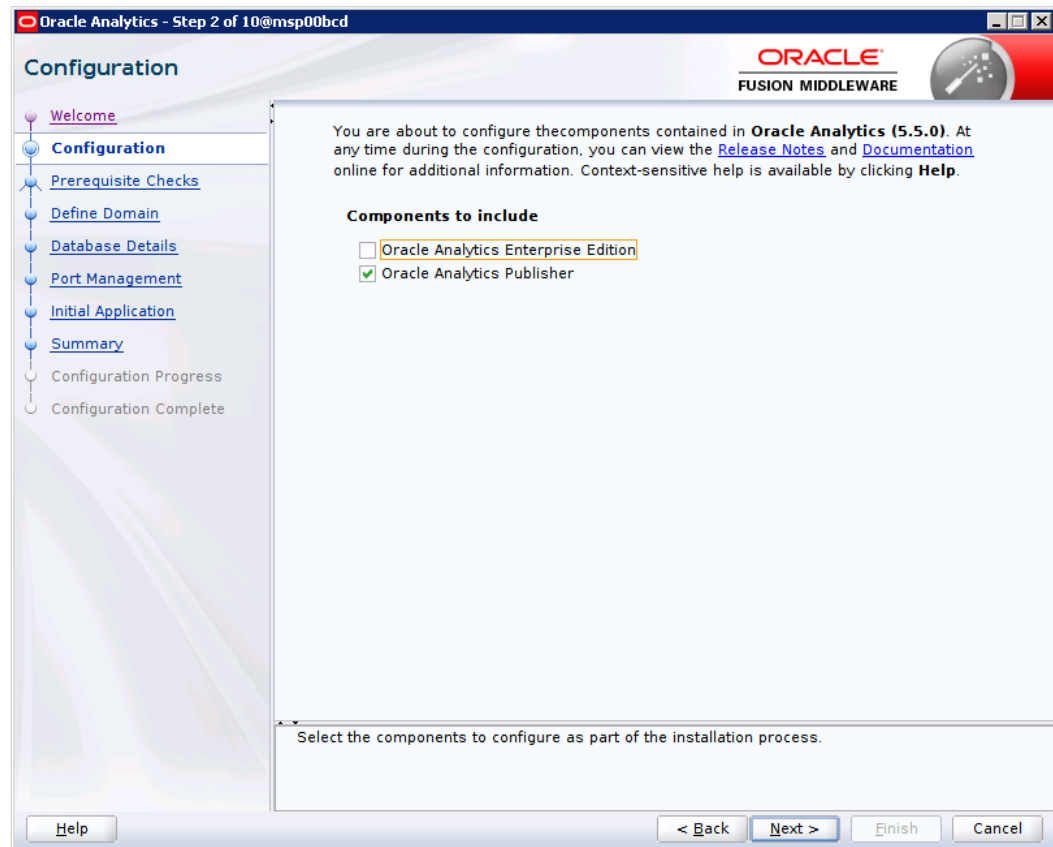 Oracle Analytics - Step 2 of 10@msp00bcd
Configuration
ORACLE
FUSION MIDDLEWARE
Welcome
Configuration
Prerequisite Checks
Define Domain
Database Details
Port Management
Initial Application
Summary
Configuration Progress
Configuration Complete
You are about to configure thecomponents contained in Oracle Analytics (5.5.0). At
any time during the configuration, you can view the Release Notes and Documentation
online for additional information. Context-sensitive help is available by clicking Help.
Components to include
Oracle Analytics Enterprise Edition
Oracle Analytics Publisher
Select the components to configure as part of the installation process.
Help
< Back
Next >
Finish
Cancel